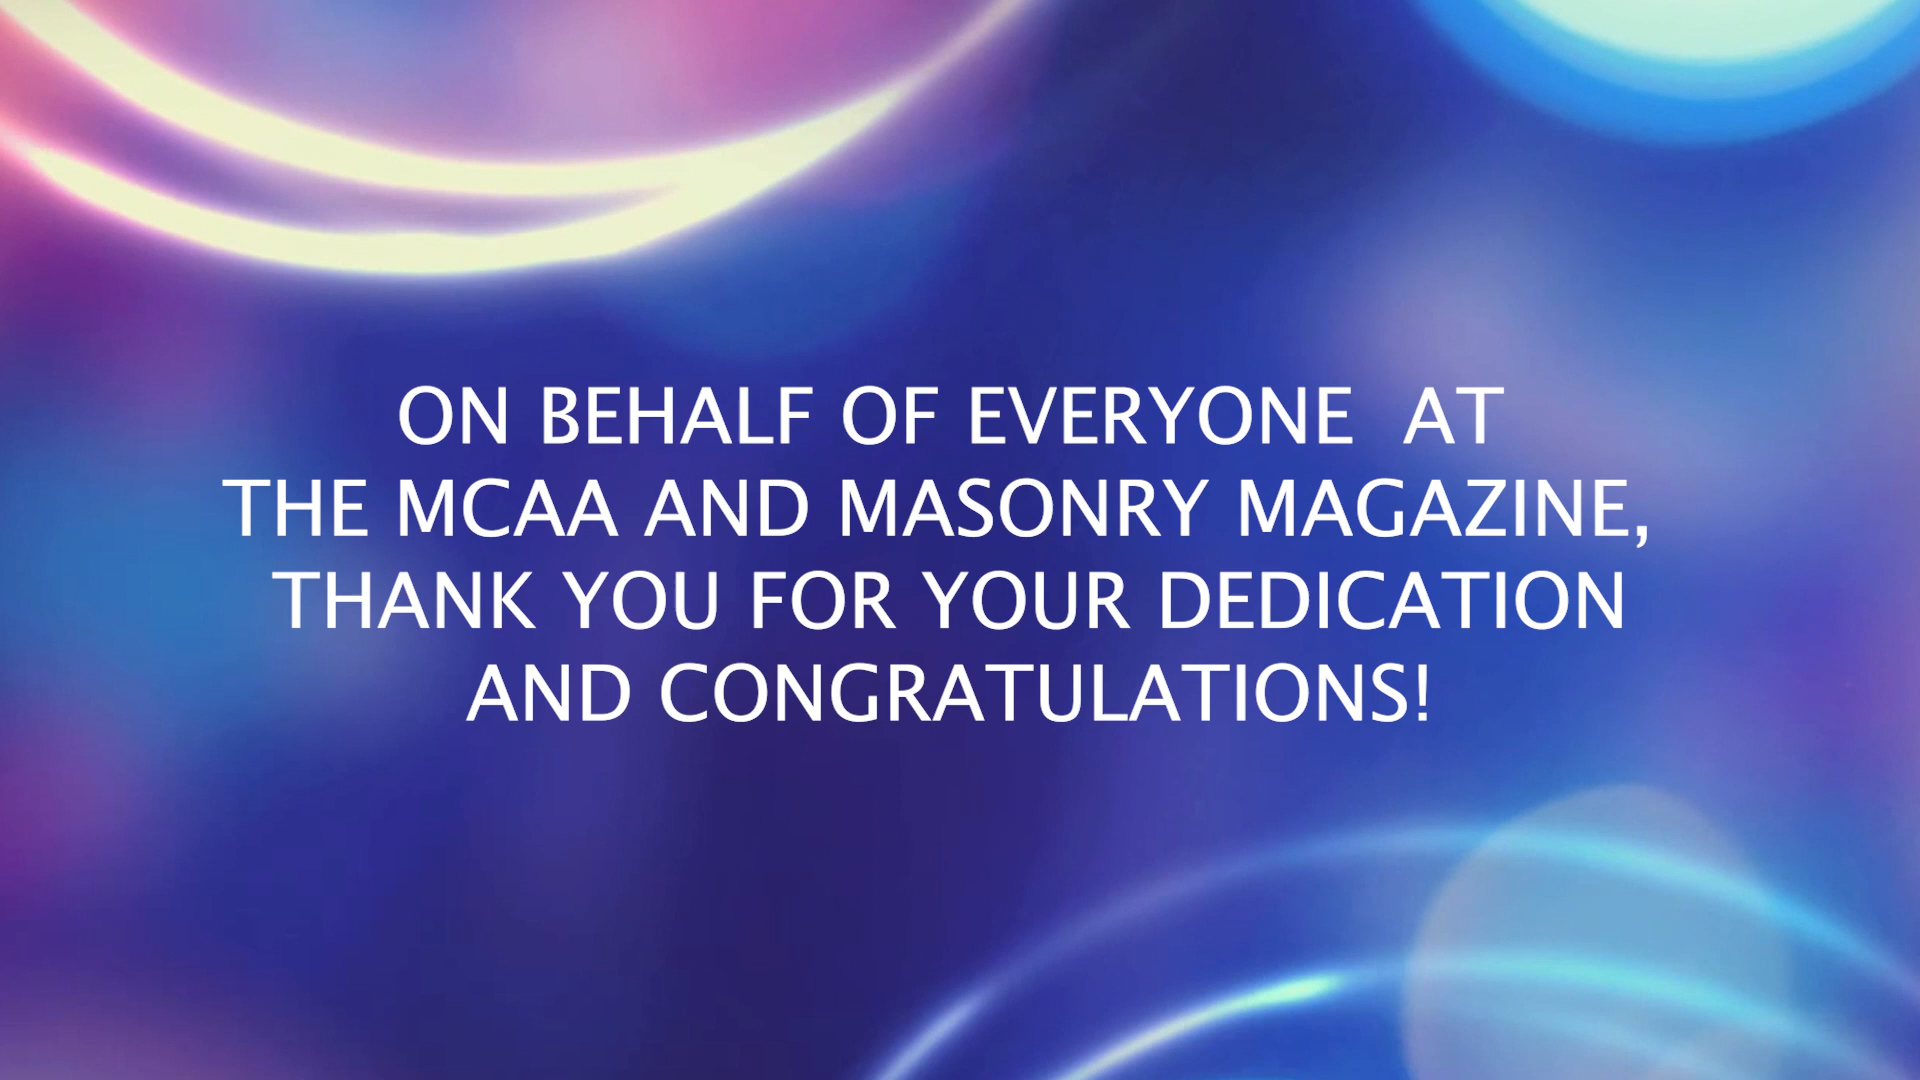 ON BEHALF OF EVERYONE  AT
THE MCAA AND MASONRY MAGAZINE,
THANK YOU FOR YOUR DEDICATION
AND CONGRATULATIONS!